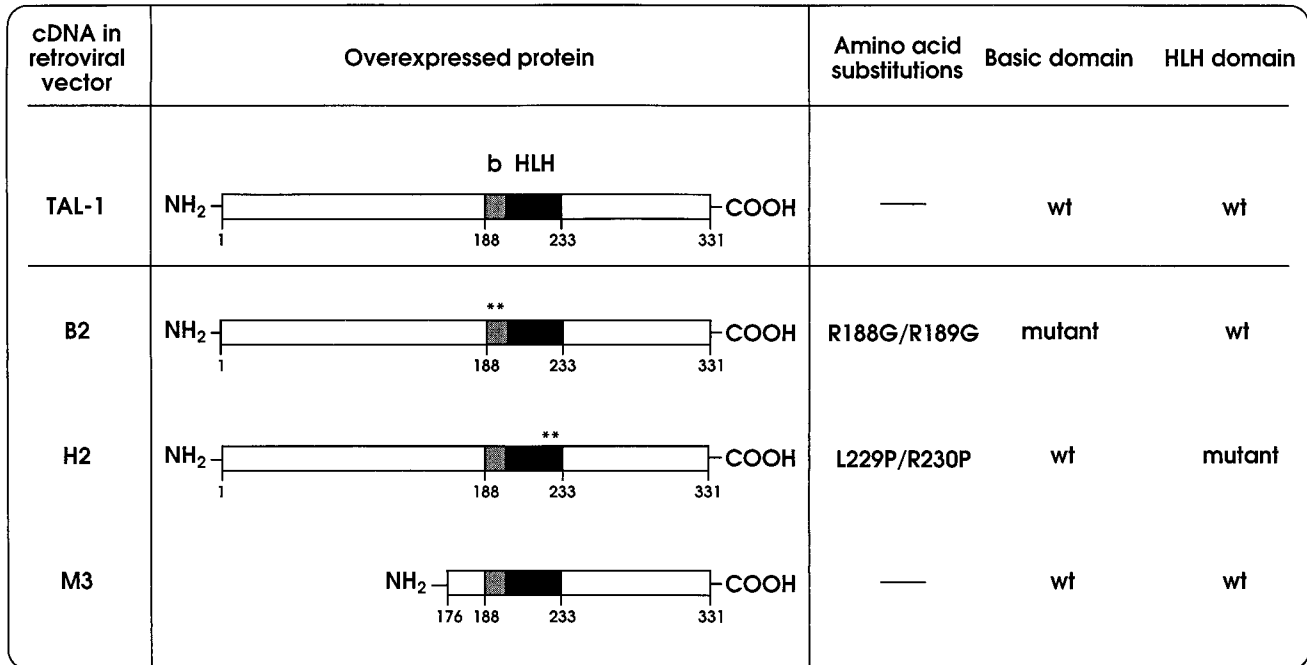 cDNA in
retroviral
vector
Overexpressed protein
Amino acid
substitutions
Basic domain
HLH domain
b HLH
TAL-1
NH2
COOH
1 188 233 331
—
wt
wt
**
B2
NH2
COOH
1 188 233 331
R188G/R189G
mutant
wt
**
H2
NH2
COOH
1 188 233 331
L229P/R230P
wt
mutant
M3
NH2
COOH
176 188 233 331
—
wt
wt